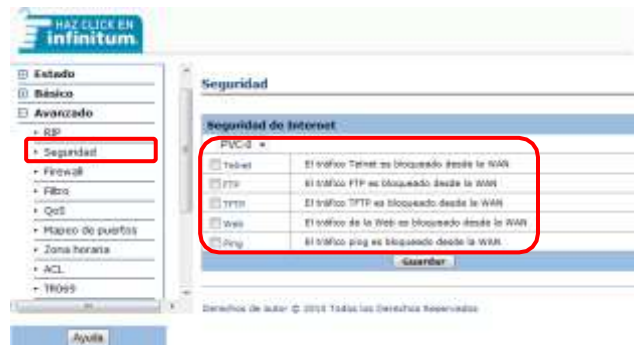 HAZ CLICK EN
infinitum
Estado
Básico
Avanzado
RIP
Seguridad
Firewall
Filtro
QoS
Mapeo de puertos
Zona horaria
ACL
TR069
Ayuda
Seguridad
Seguridad de Internet
PVC-0
Telnet El tráfico Telnet es bloqueado desde la WAN
FTP El tráfico FTP es bloqueado desde la WAN
TFTP El tráfico TFTP es bloqueado desde la WAN
Web El tráfico de la Web es bloqueado desde la WAN
Ping El tráfico ping es bloqueado desde la WAN
Guardar
Derechos de autor © 2010 Todos los Derechos Reservados